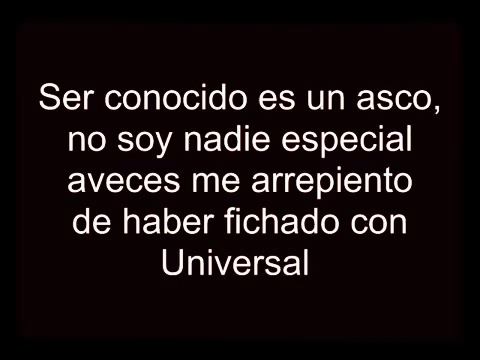 Ser conocido es un asco,
no soy nadie especial
aveces me arrepiento
de haber fichado con
Universal